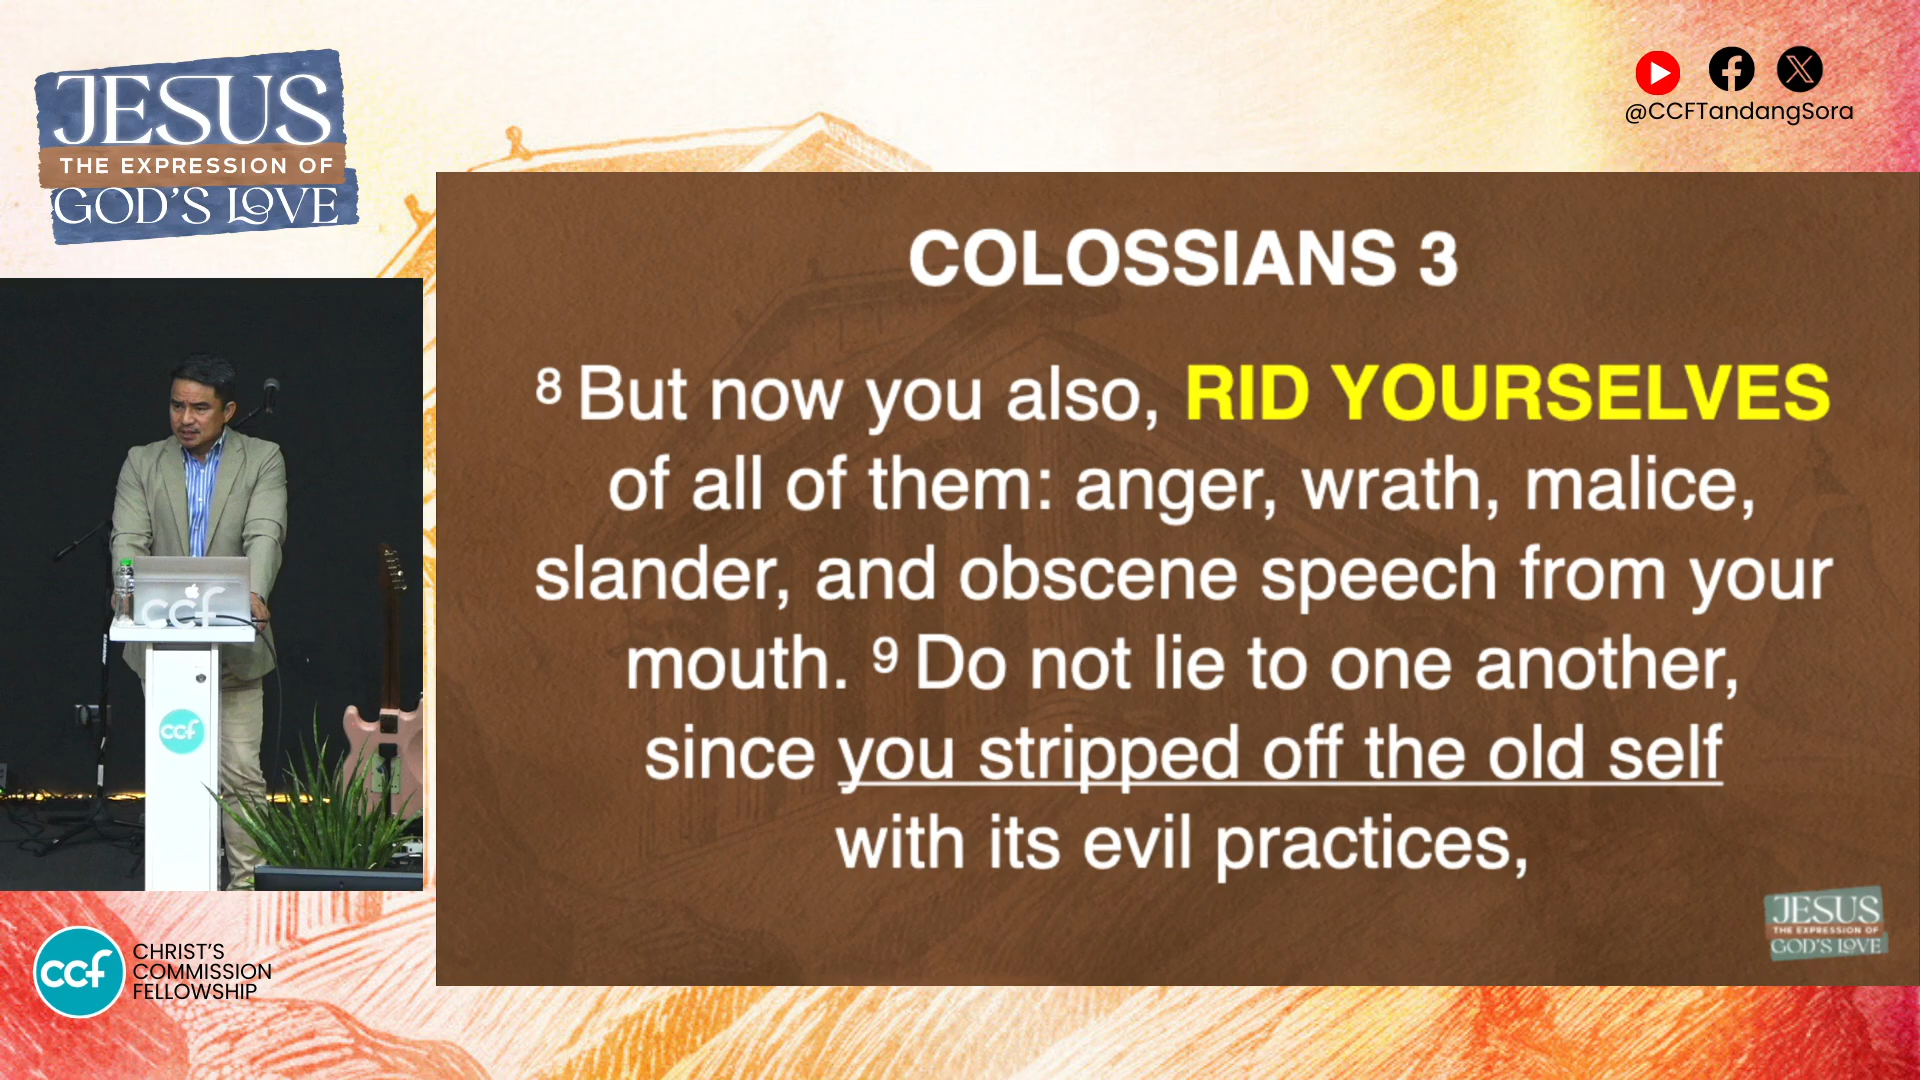 JESUS
THE EXPRESSION OF
GOD'S LOVE
@CCFTandangSora
COLOSSIANS 3
8 But now you also, RID YOURSELVES
of all of them: anger, wrath, malice,
slander, and obscene speech from your
mouth. 9 Do not lie to one another,
since you stripped off the old self
with its evil practices,
JESUS
THE EXPRESSION OF
GOD'S LOVE
ccf
ccf
ccf
CHRIST'S
COMMISSION
FELLOWSHIP